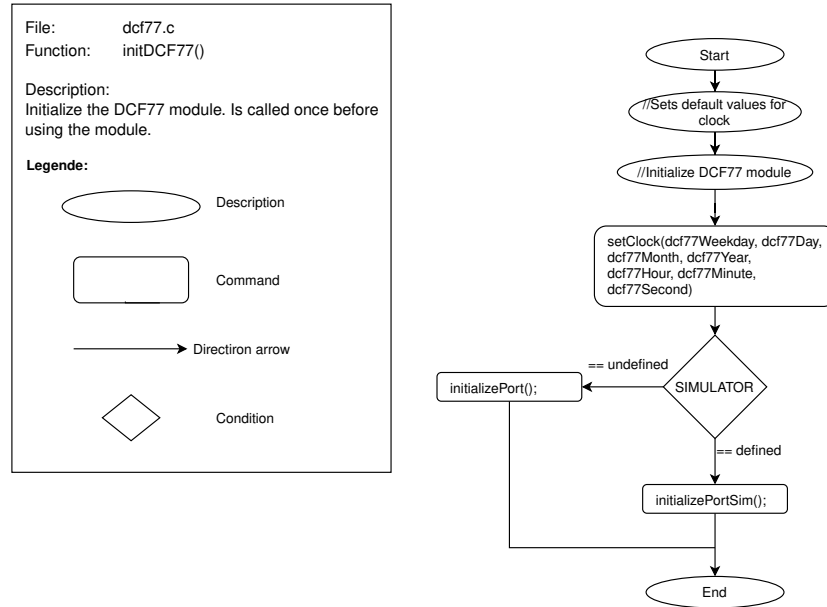 File: dcf77.c
Function: initDCF77()
Description:
Initialize the DCF77 module. Is called once before
using the module.
Legende:
Description
Command
Directiron arrow
Condition
Start
//Sets default values for
clock
//Initialize DCF77 module
setClock(dcf77Weekday, dcf77Day,
dcf77Month, dcf77Year,
dcf77Hour, dcf77Minute,
dcf77Second)
== undefined
initializePort();
SIMULATOR
== defined
initializePortSim();
End